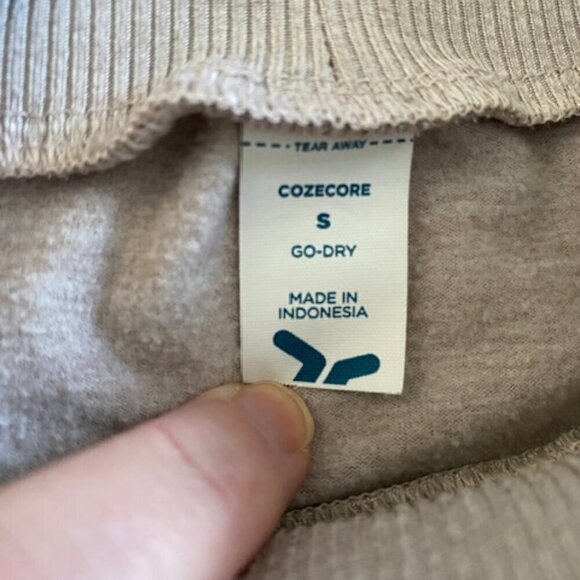 TEAR AWAY
COZECORE
S
GO-DRY
MADE IN
INDONESIA